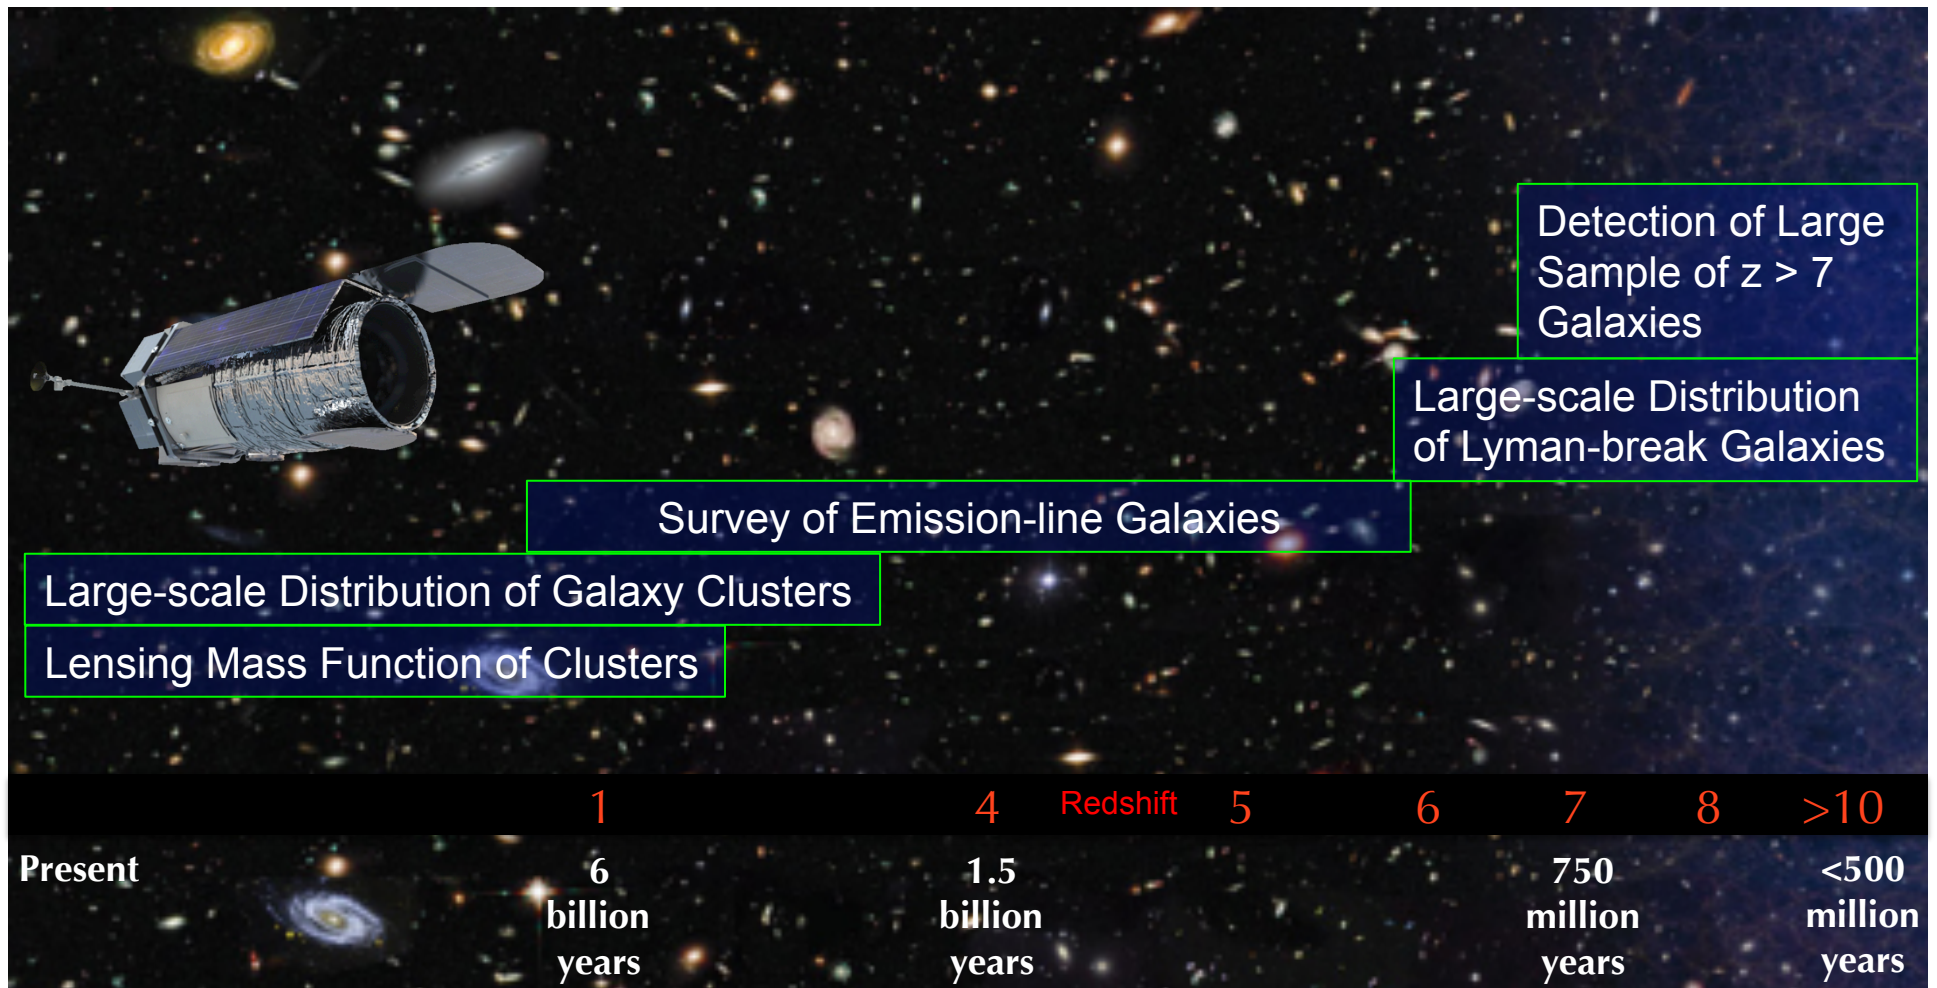 Detection of Large
Sample of z > 7
Galaxies
Large-scale Distribution
of Lyman-break Galaxies
Survey of Emission-line Galaxies
Large-scale Distribution of Galaxy Clusters
Lensing Mass Function of Clusters
1 4 Redshift 5 6 7 8 >10
Present 6 1.5 750 <500
billion billion million million
years years years years